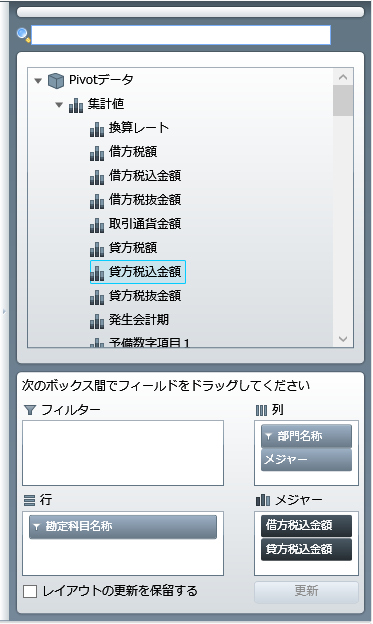 Pivotデータ
集計値
換算レート
借方税額
借方税込金額
借方税抜金額
取引通貨金額
貸方税額
貸方税込金額
貸方税抜金額
発生会計期
予備数字項目1
次のボックス間でフィールドをドラッグしてください
フィルター
列
部門名称
メジャー
行
メジャー
勘定科目名称
借方税込金額
貸方税込金額
レイアウトの更新を保留する
更新